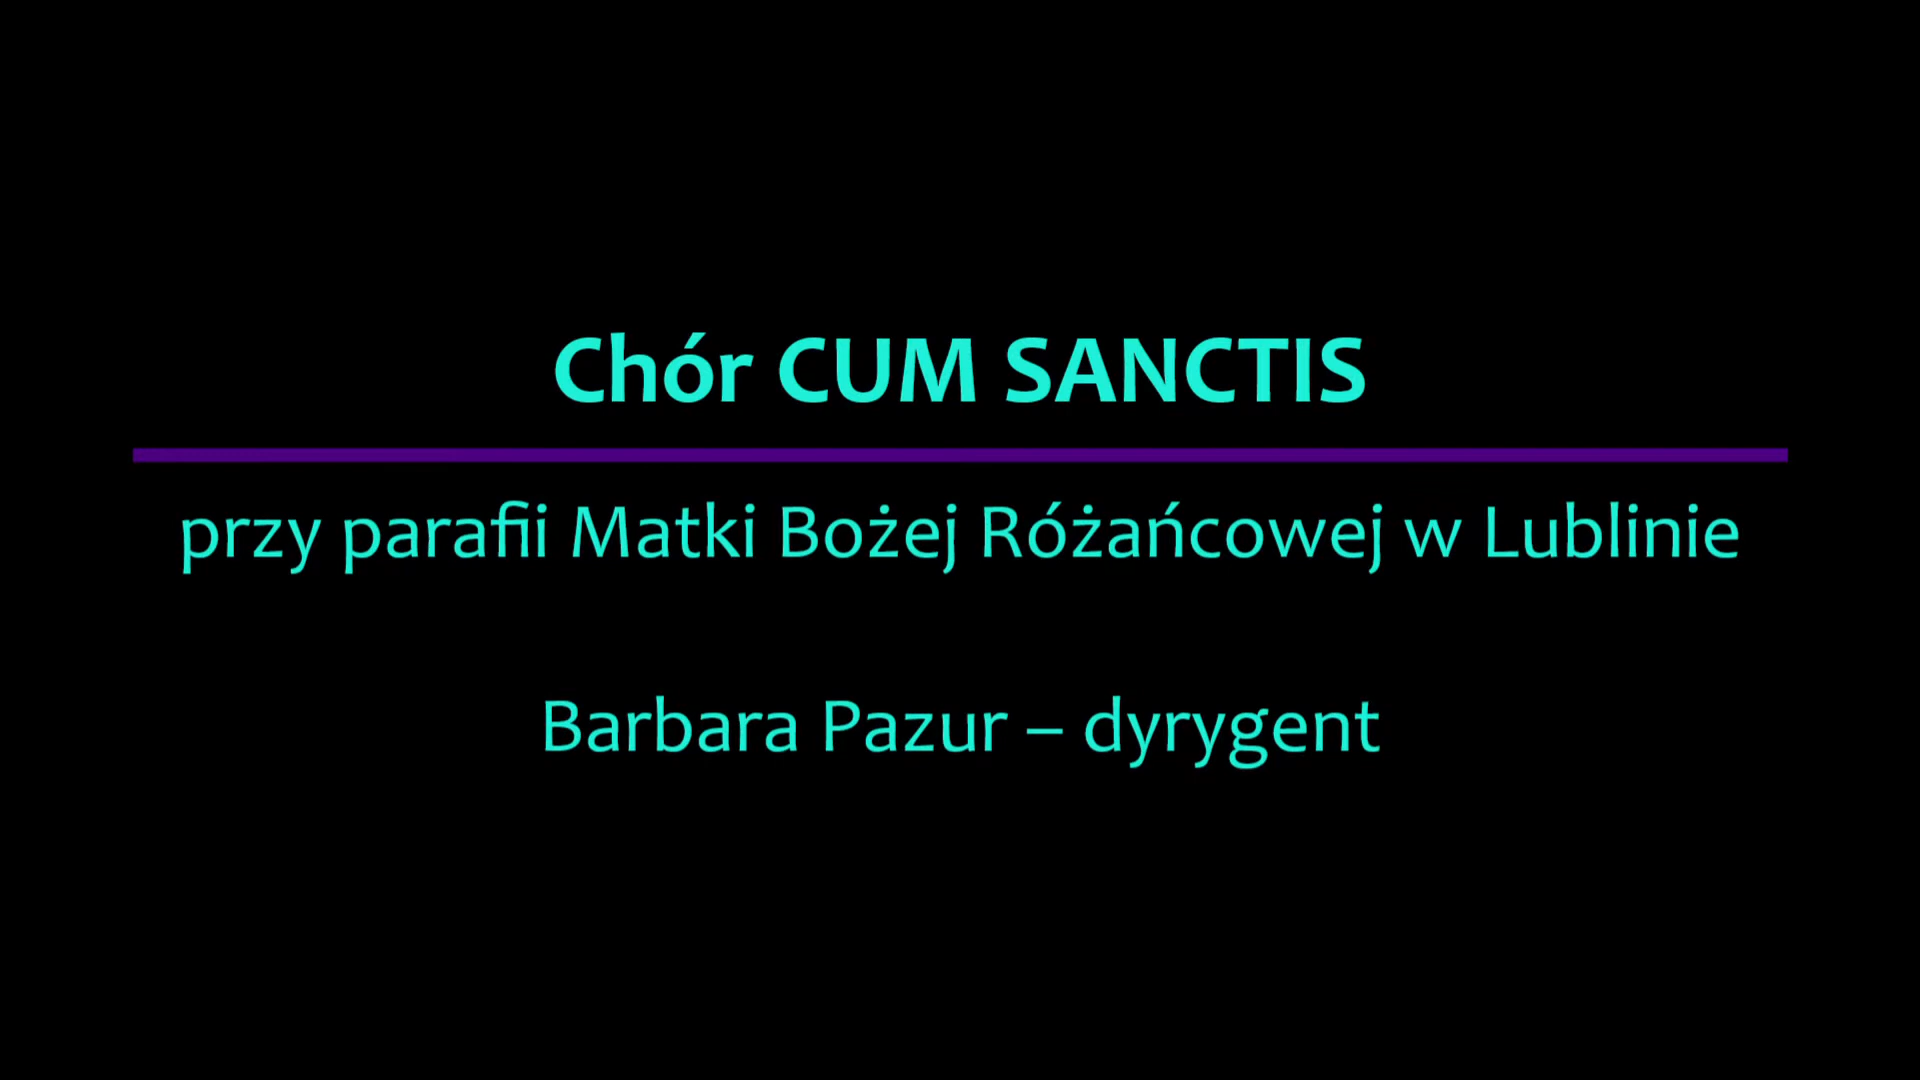 Chór CUM SANCTIS
przy parafii Matki Bożej Różańcowej w Lublinie
Barbara Pazur – dyrygent